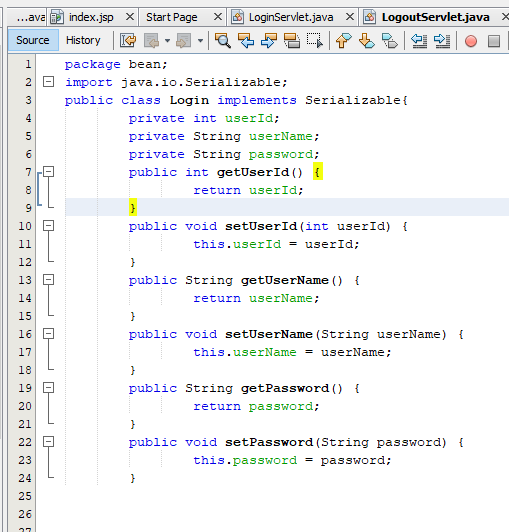 ...ava index.jsp Start Page LoginServlet.java LogoutServlet.java
Source History
1 package bean;
2 import java.io.Serializable;
3 public class Login implements Serializable{
4 private int userId;
5 private String userName;
6 private String password;
7 public int getUserId() {
8 return userId;
9 }
10 public void setUserId(int userId) {
11 this.userId = userId;
12 }
13 public String getUserName() {
14 return userName;
15 }
16 public void setUserName(String userName) {
17 this.userName = userName;
18 }
19 public String getPassword() {
20 return password;
21 }
22 public void setPassword(String password) {
23 this.password = password;
24 }
25
26
27